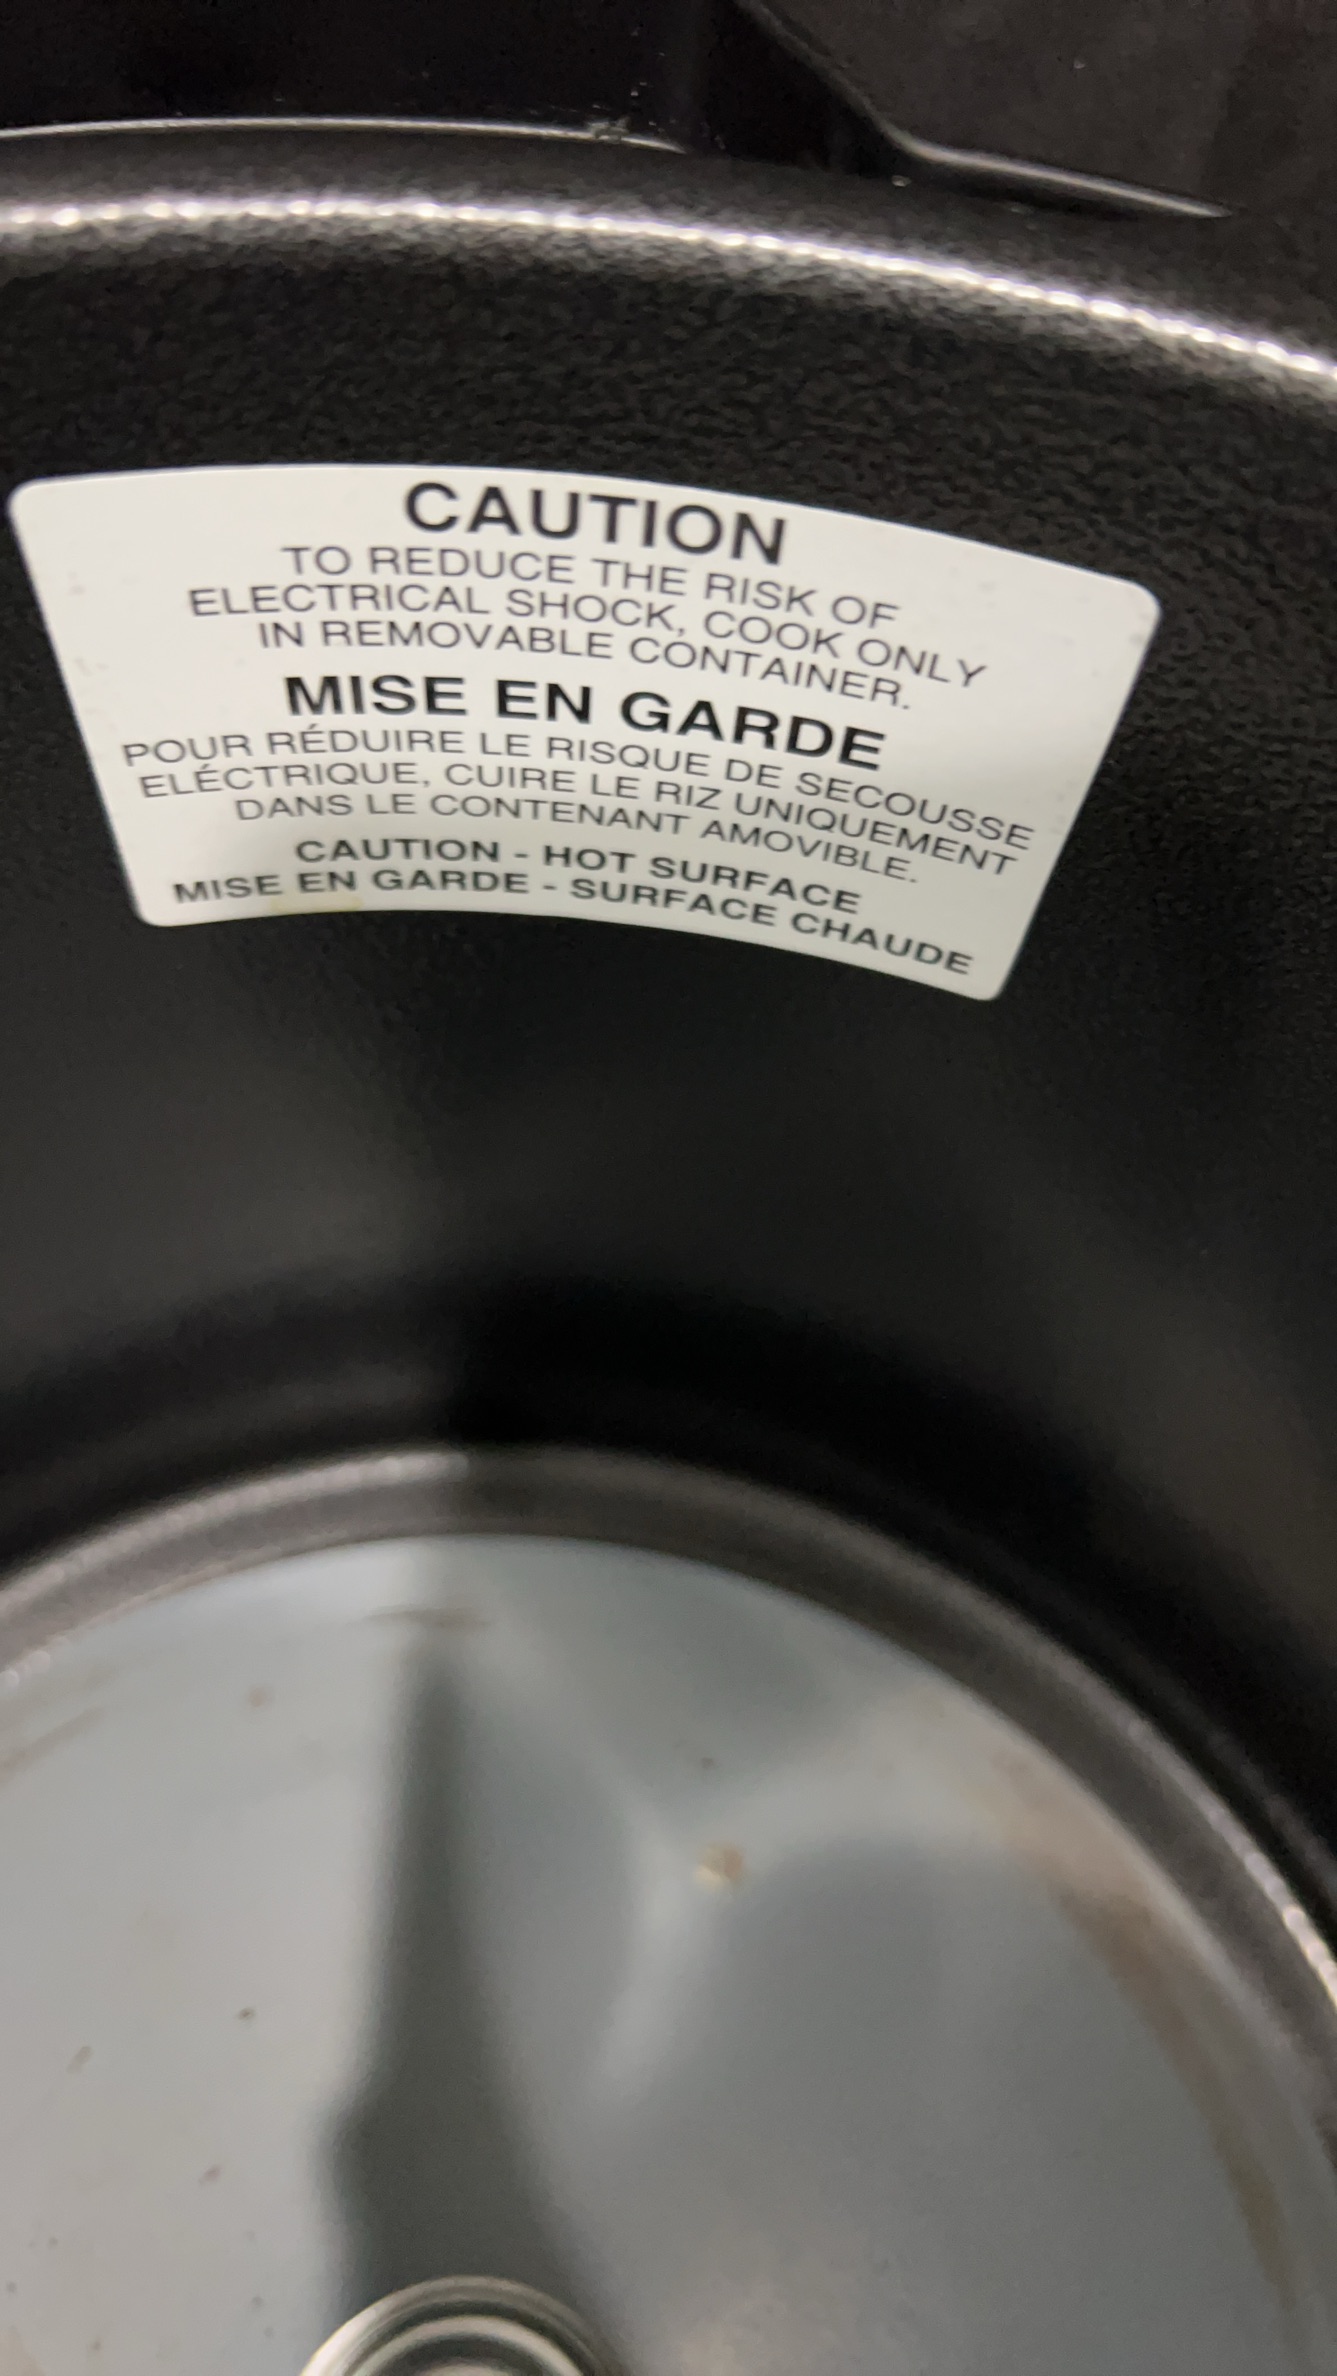 CAUTION
TO REDUCE THE RISK OF
ELECTRICAL SHOCK, COOK ONLY
IN REMOVABLE CONTAINER.
MISE EN GARDE
POUR RÉDUIRE LE RISQUE DE SECOUSSE
ELÉCTRIQUE, CUIRE LE RIZ UNIQUEMENT
DANS LE CONTENANT AMOVIBLE.
CAUTION - HOT SURFACE
MISE EN GARDE - SURFACE CHAUDE